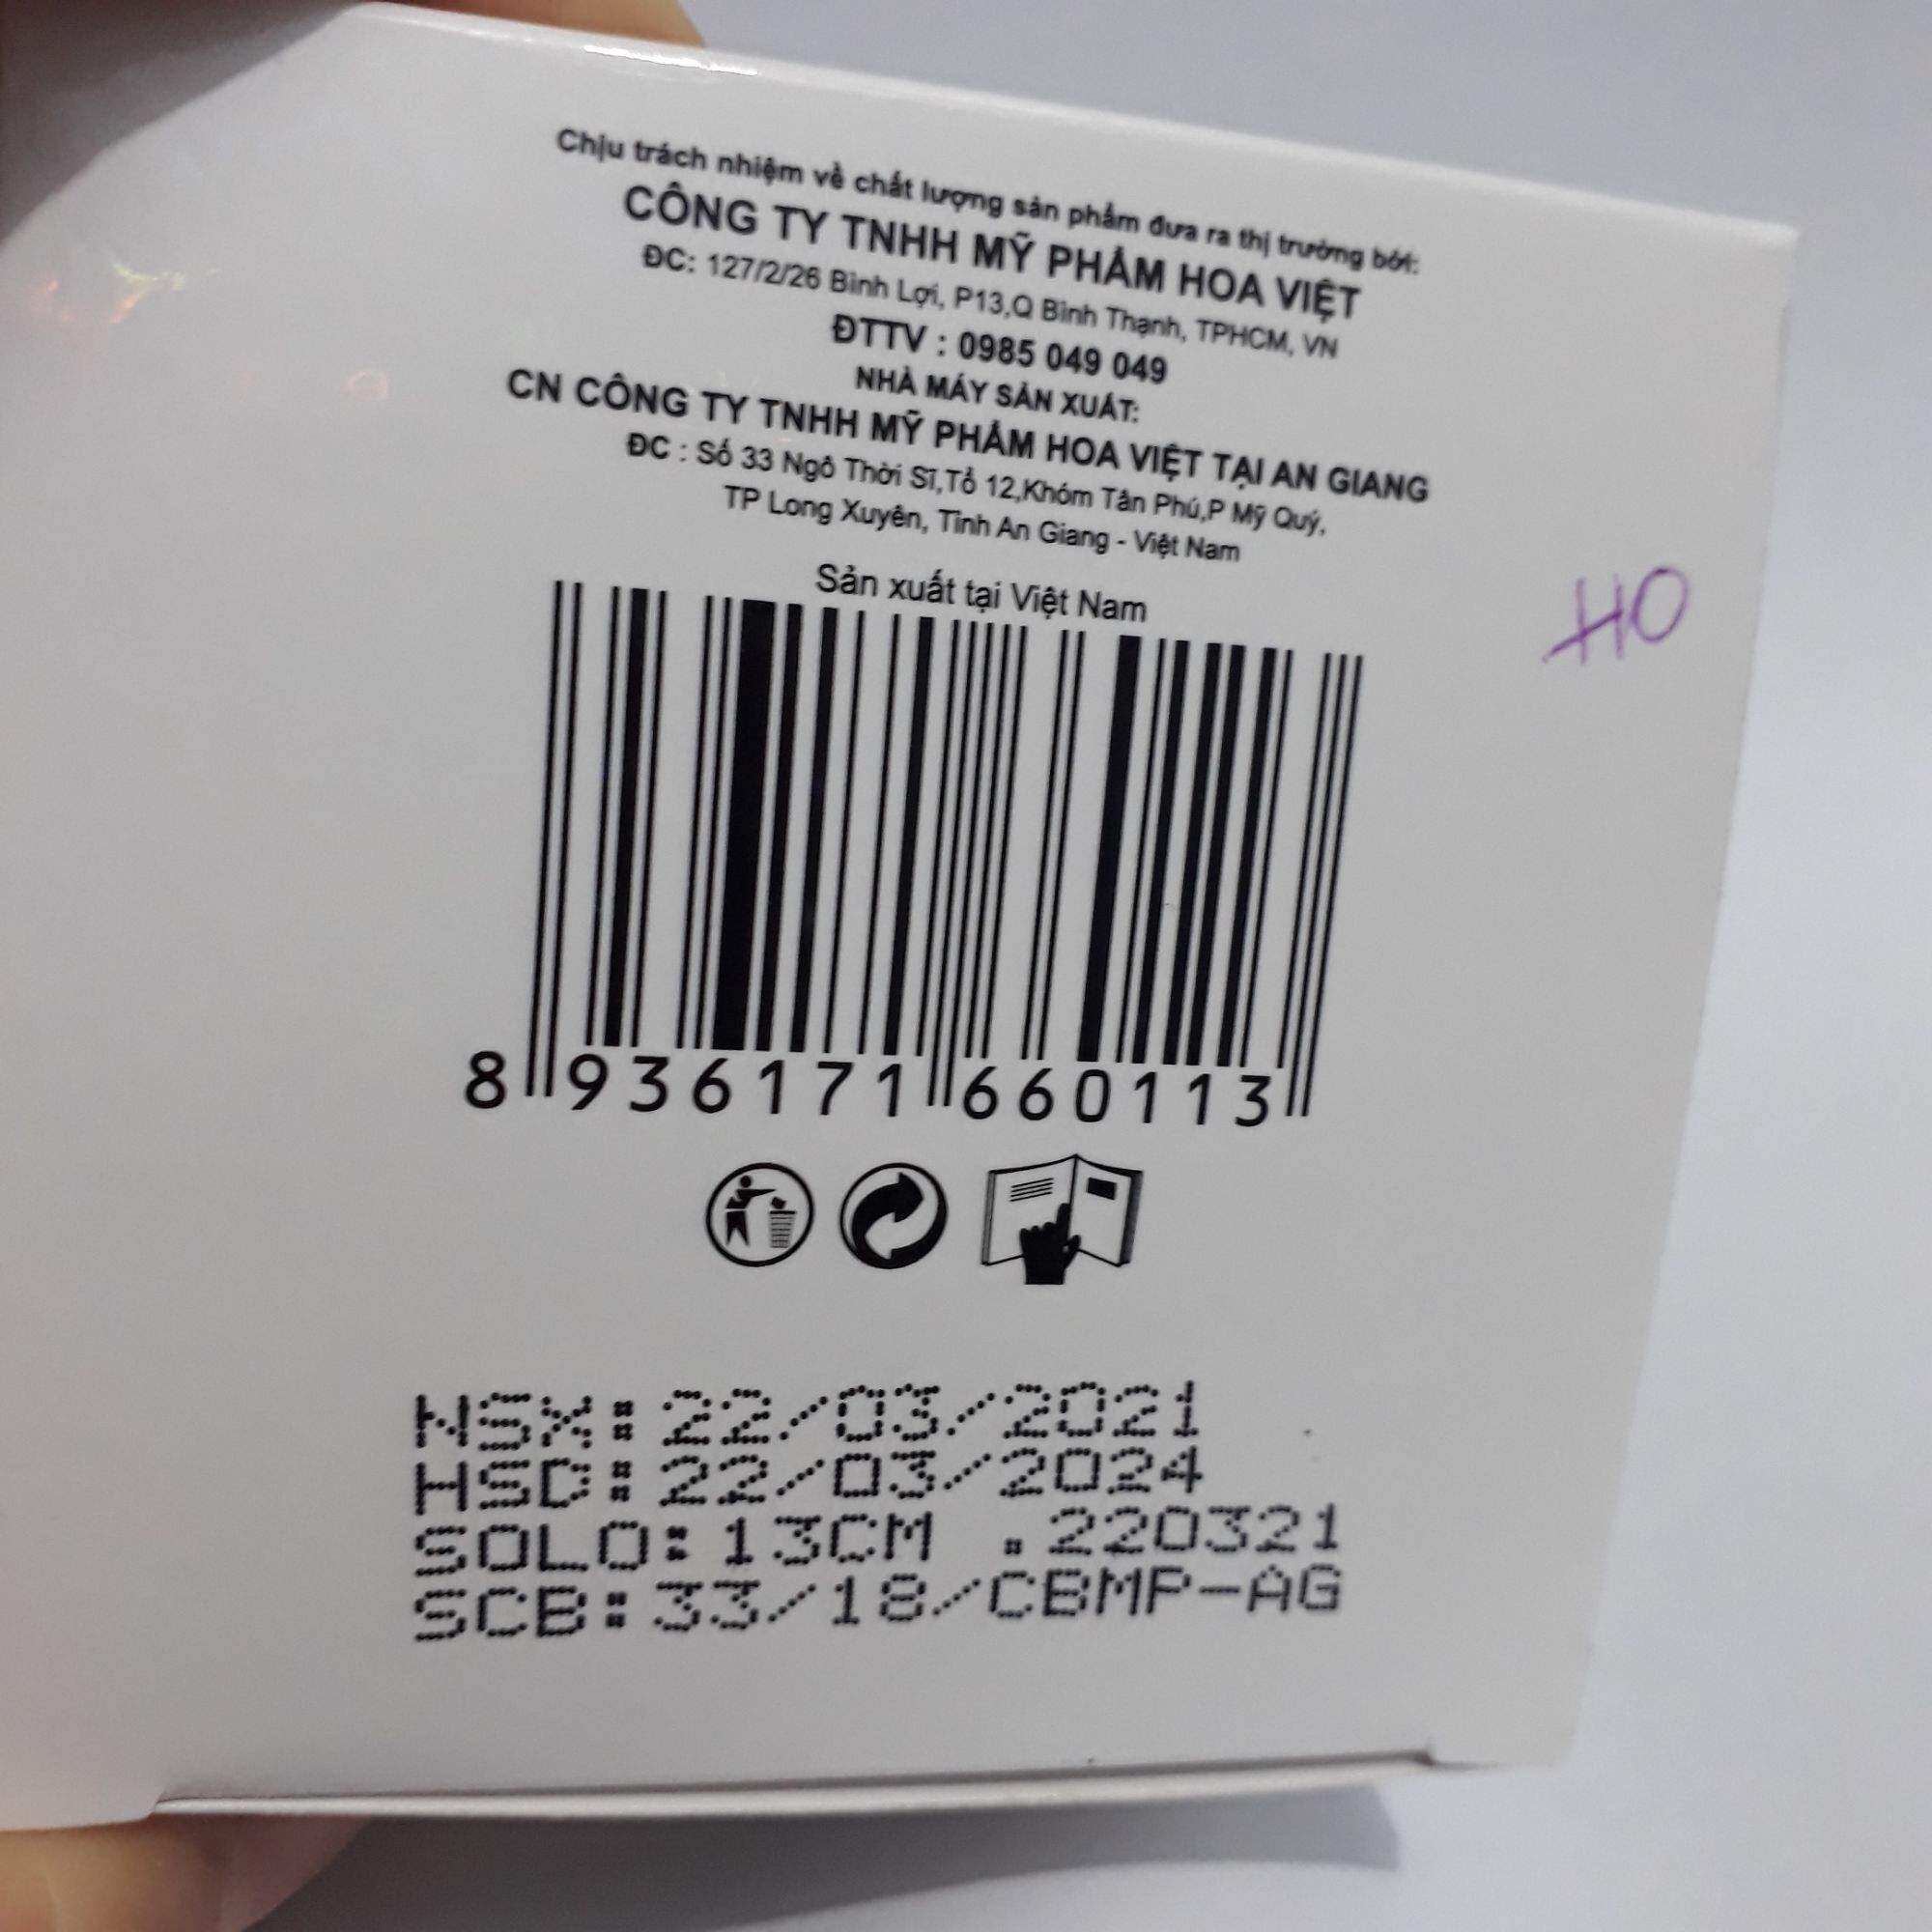 Chịu trách nhiệm về chất lượng sản phẩm đưa ra thị trường bởi:
CÔNG TY TNHH MỸ PHẨM HOA VIỆT
ĐC: 127/2/26 Bình Lợi, P13,Q Bình Thạnh, TPHCM, VN
ĐTTV : 0985 049 049
NHÀ MÁY SẢN XUẤT:
CN CÔNG TY TNHH MỸ PHẨM HOA VIỆT TẠI AN GIANG
ĐC : Số 33 Ngô Thời Sĩ,Tổ 12,Khóm Tân Phú,P Mỹ Quý,
TP Long Xuyên, Tỉnh An Giang - Việt Nam
Sản xuất tại Việt Nam
8 936171 660113
NSX:22/03/2021
HSD:22/03/2024
SOLO:13CM .220321
SCB:33/18/CBMP-AG